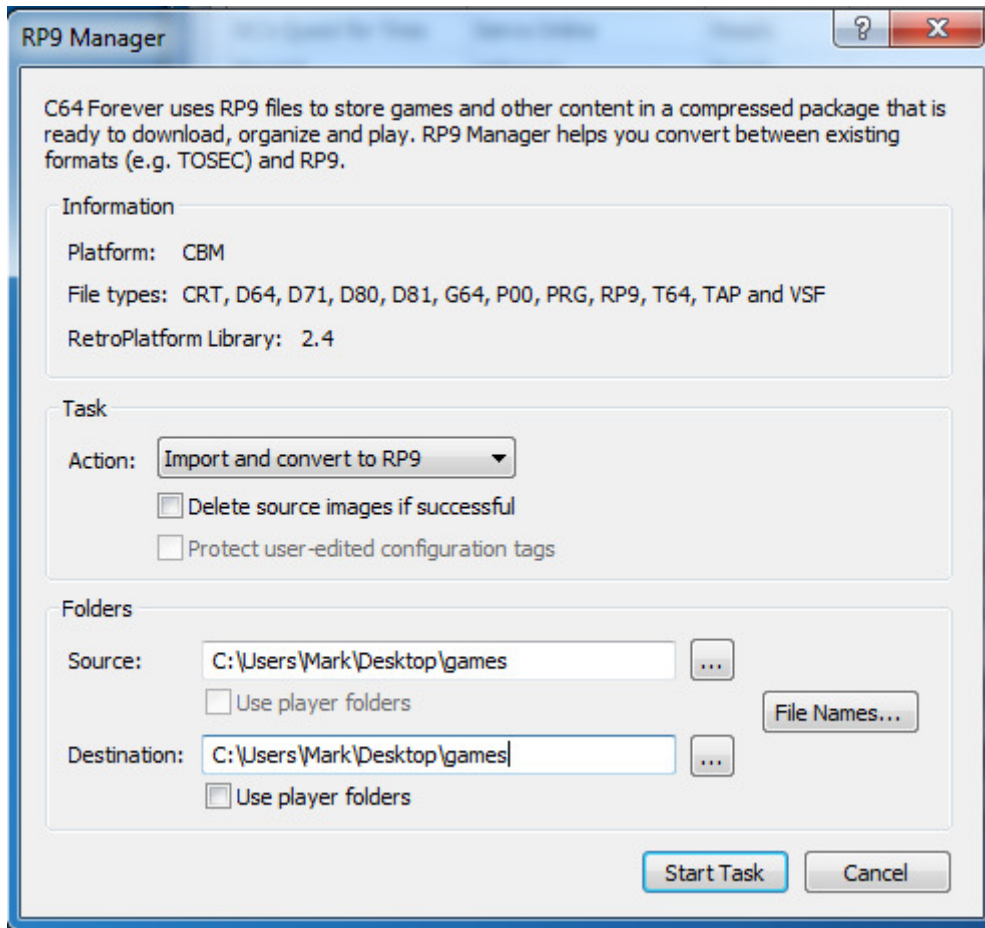 RP9 Manager
C64 Forever uses RP9 files to store games and other content in a compressed package that is
ready to download, organize and play. RP9 Manager helps you convert between existing
formats (e.g. TOSEC) and RP9.
Information
Platform: CBM
File types: CRT, D64, D71, D80, D81, G64, P00, PRG, RP9, T64, TAP and VSF
RetroPlatform Library: 2.4
Task
Action: Import and convert to RP9
Delete source images if successful
Protect user-edited configuration tags
Folders
Source: C:\Users\Mark\Desktop\games ...
Use player folders
File Names...
Destination: C:\Users\Mark\Desktop\games ...
Use player folders
Start Task Cancel